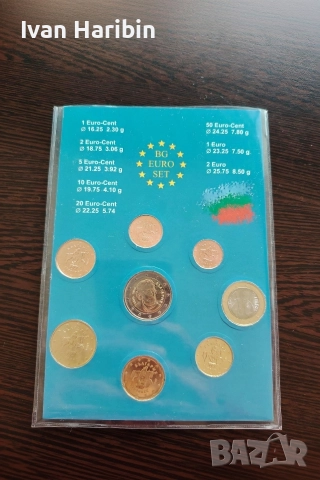 Ivan Haribin
1 Euro-Cent
Ø 16.25 2.30 g
2 Euro-Cent
Ø 18.75 3.06 g
5 Euro-Cent
Ø 21.25 3.92 g
10 Euro-Cent
Ø 19.75 4.10 g
20 Euro-Cent
Ø 22.25 5.74
BG
EURO
SET
50 Euro-Cent
Ø 24.25 7.80 g
1 Euro
Ø 23.25 7.50 g
2 Euro
Ø 25.75 8.50 g
BAZAR